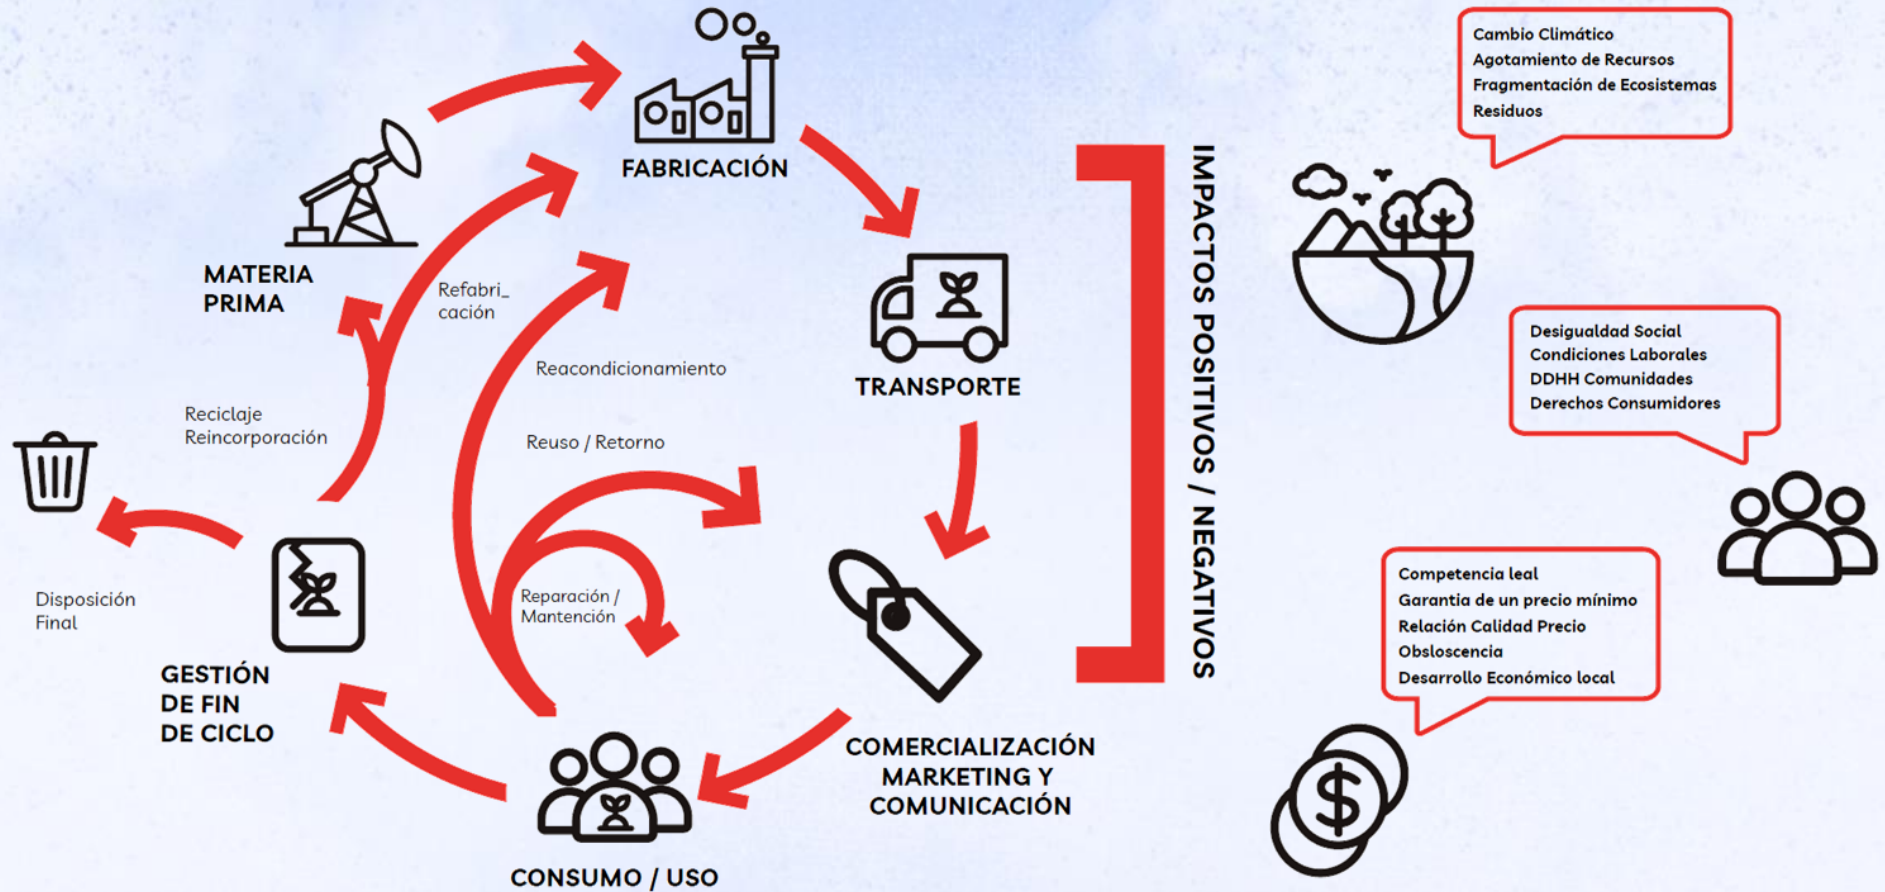 FABRICACIÓN
MATERIA
PRIMA
Refabri_
cación
Reacondicionamiento
TRANSPORTE
Reciclaje
Reincorporación
Reuso / Retorno
Disposición
Final
Reparación /
Mantención
GESTIÓN
DE FIN
DE CICLO
COMERCIALIZACIÓN
MARKETING Y
COMUNICACIÓN
CONSUMO / USO
IMPACTOS POSITIVOS / NEGATIVOS
Cambio Climático
Agotamiento de Recursos
Fragmentación de Ecosistemas
Residuos
Desigualdad Social
Condiciones Laborales
DDHH Comunidades
Derechos Consumidores
Competencia leal
Garantia de un precio mínimo
Relación Calidad Precio
Obsloscencia
Desarrollo Económico local
$